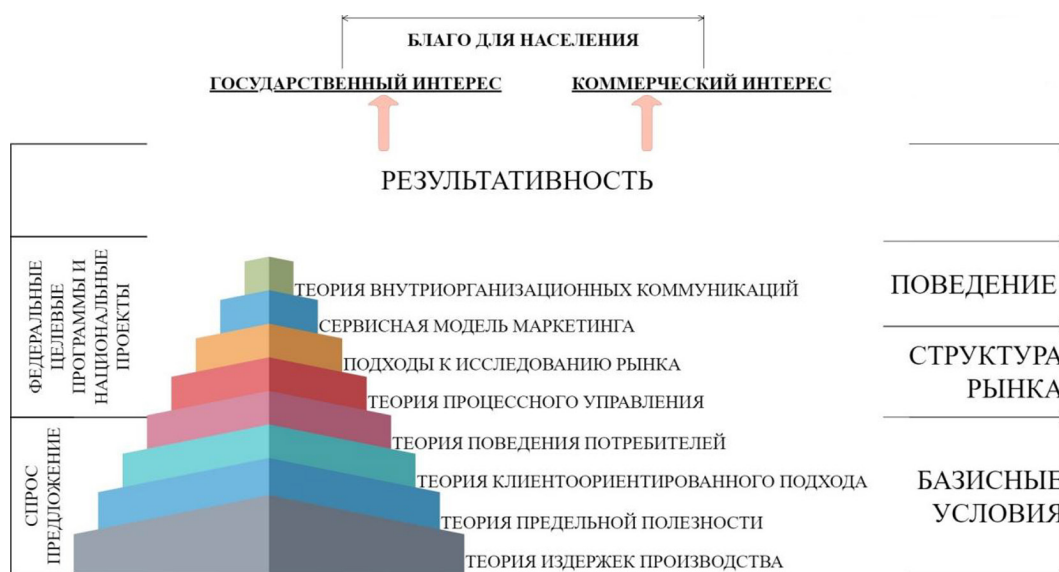 БЛАГО ДЛЯ НАСЕЛЕНИЯ
ГОСУДАРСТВЕННЫЙ ИНТЕРЕС
КОММЕРЧЕСКИЙ ИНТЕРЕС
РЕЗУЛЬТАТИВНОСТЬ
ФЕДЕРАЛЬНЫЕ
ЦЕЛЕВЫЕ
ПРОГРАММЫ И
НАЦИОНАЛЬНЫЕ
ПРОЕКТЫ
СПРОС
ПРЕДЛОЖЕНИЕ
ТЕОРИЯ ВНУТРИОРГАНИЗАЦИОННЫХ КОММУНИКАЦИЙ
СЕРВИСНАЯ МОДЕЛЬ МАРКЕТИНГА
ПОДХОДЫ К ИССЛЕДОВАНИЮ РЫНКА
ТЕОРИЯ ПРОЦЕССНОГО УПРАВЛЕНИЯ
ТЕОРИЯ ПОВЕДЕНИЯ ПОТРЕБИТЕЛЕЙ
ТЕОРИЯ КЛИЕНТООРИЕНТИРОВАННОГО ПОДХОДА
ТЕОРИЯ ПРЕДЕЛЬНОЙ ПОЛЕЗНОСТИ
ТЕОРИЯ ИЗДЕРЖЕК ПРОИЗВОДСТВА
ПОВЕДЕНИЕ
СТРУКТУРА
РЫНКА
БАЗИСНЫЕ
УСЛОВИЯ